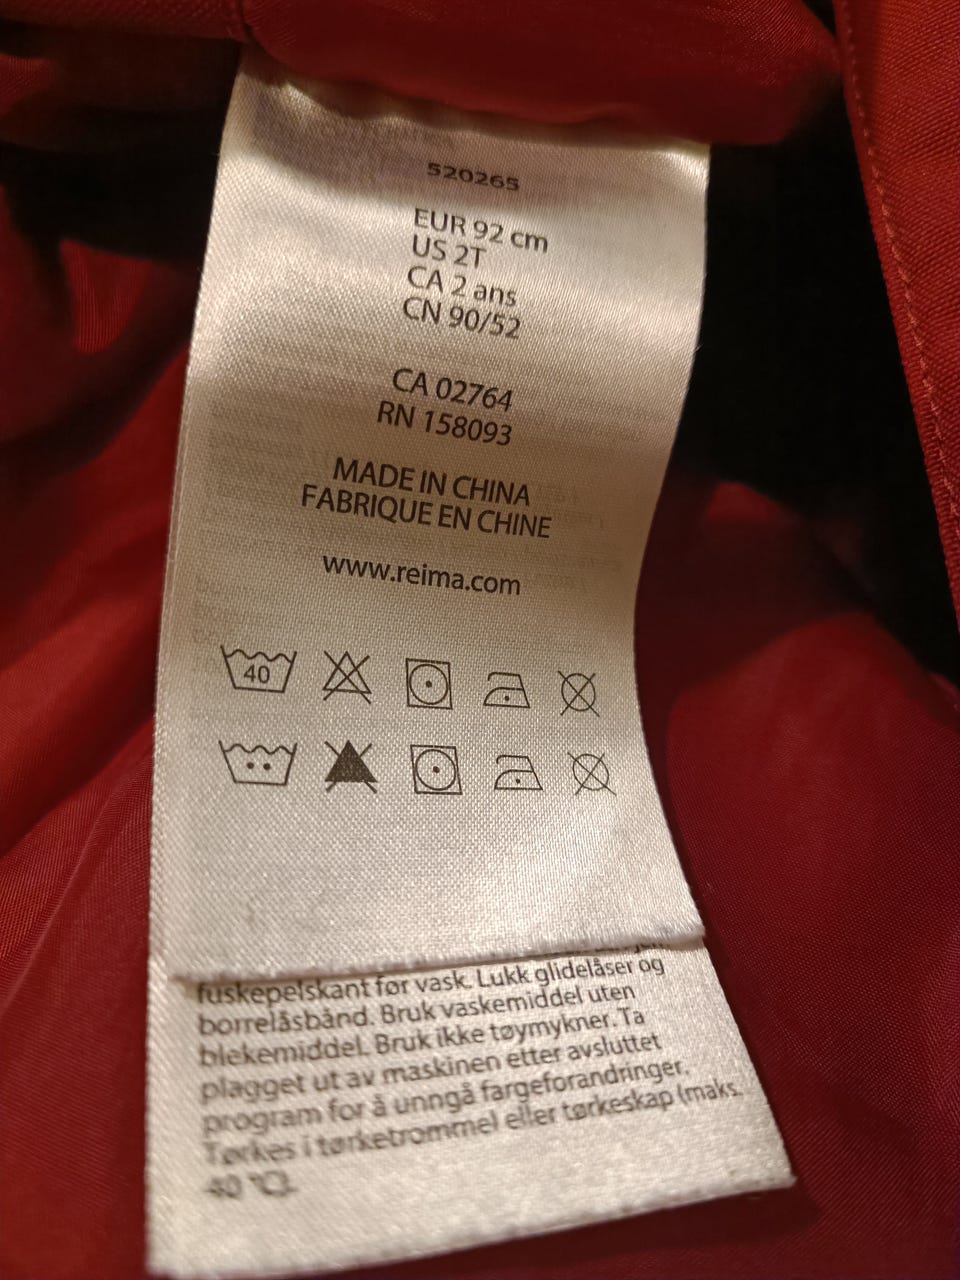 520265
EUR 92 cm
US 2T
CA 2 ans
CN 90/52
CA 02764
RN 158093
MADE IN CHINA
FABRIQUE EN CHINE
www.reima.com
40
fuskepelskant før vask. Lukk glidelåser og
borrelåsbånd. Bruk vaskemiddel uten
blekemiddel. Bruk ikke tøymykner. Ta
plagget ut av maskinen etter avsluttet
program for å unngå fargeforandringer.
Tørkes i tørketrommel eller tørkeskap (maks.
40 °C).